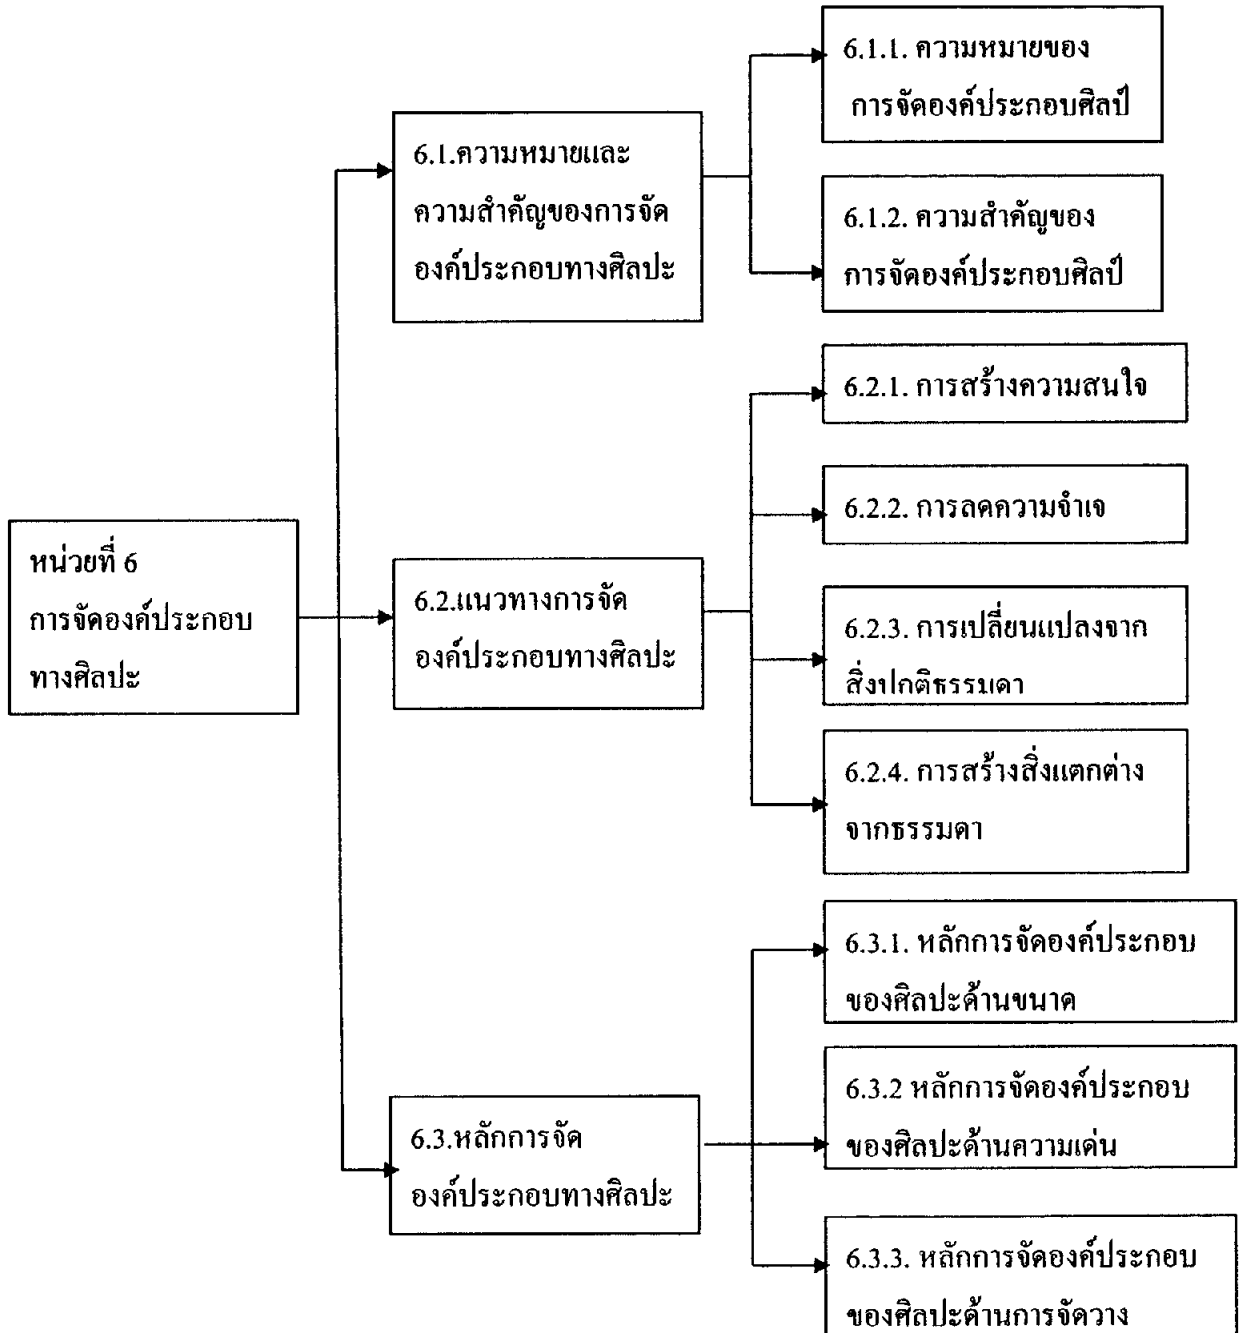 หน่วยที่ 6
การจัดองค์ประกอบ
ทางศิลปะ
6.1.ความหมายและ
ความสำคัญของการจัด
องค์ประกอบทางศิลปะ
6.1.1. ความหมายของ
การจัดองค์ประกอบศิลป์
6.1.2. ความสำคัญของ
การจัดองค์ประกอบศิลป์
6.2.แนวทางการจัด
องค์ประกอบทางศิลปะ
6.2.1. การสร้างความสนใจ
6.2.2. การลดความจำเจ
6.2.3. การเปลี่ยนแปลงจาก
สิ่งปกติธรรมดา
6.2.4. การสร้างสิ่งแตกต่าง
จากธรรมดา
6.3.หลักการจัด
องค์ประกอบทางศิลปะ
6.3.1. หลักการจัดองค์ประกอบ
ของศิลปะด้านขนาด
6.3.2 หลักการจัดองค์ประกอบ
ของศิลปะด้านความเด่น
6.3.3. หลักการจัดองค์ประกอบ
ของศิลปะด้านการจัดวาง